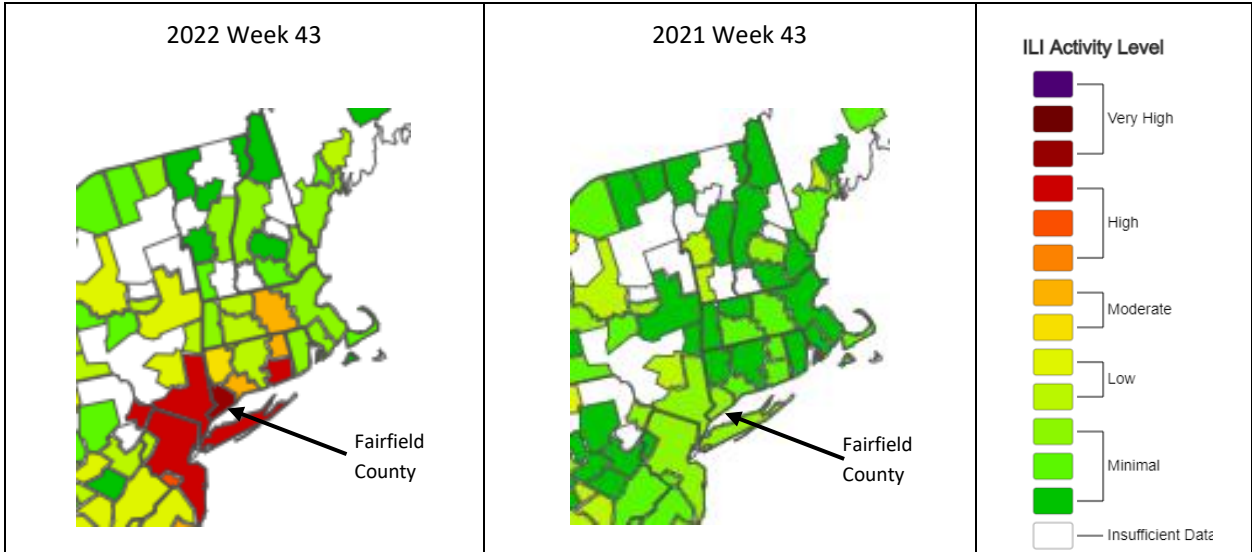 2022 Week 43
2021 Week 43
ILI Activity Level
Very High
High
Moderate
Low
Minimal
Insufficient Data
Fairfield
County
Fairfield
County